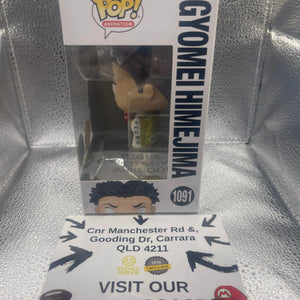 POP!
ANIMATION
GYOMEI HIMEJIMA
1091
Cnr Manchester Rd &,
Gooding Dr, Carrara
QLD 4211
VISIT OUR